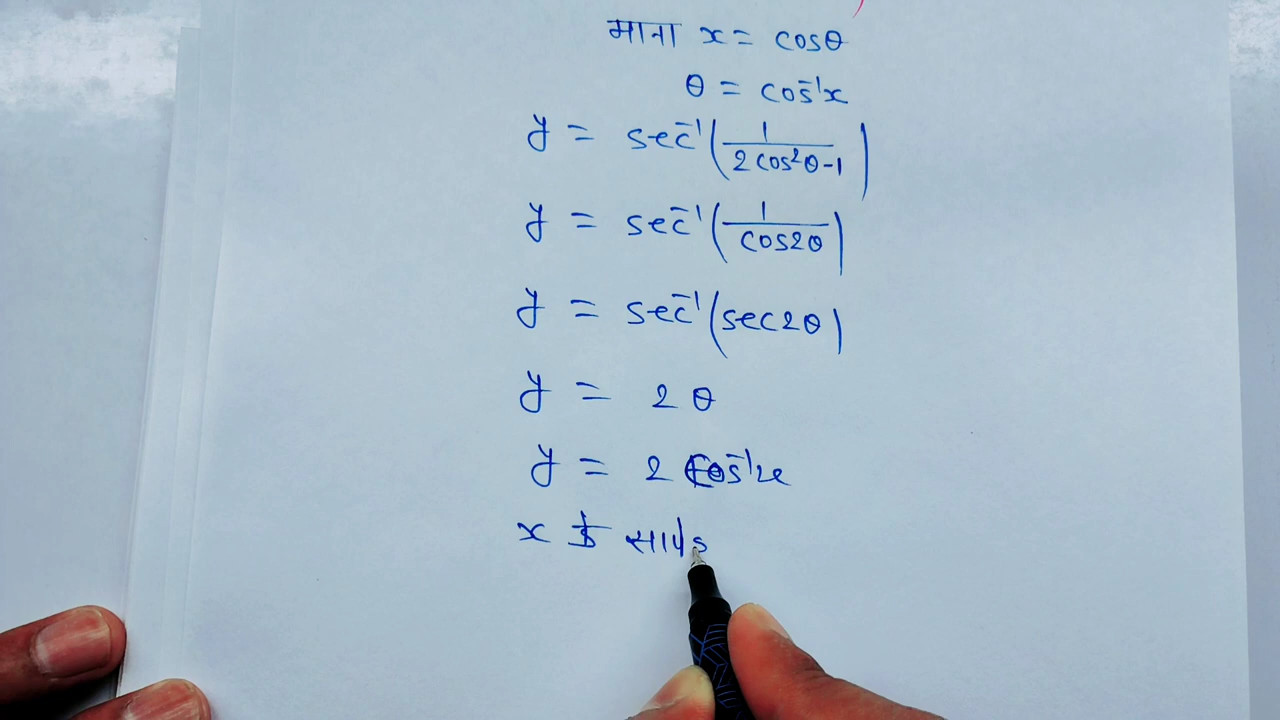 माना x = cosθ
θ = cos⁻¹x
y = sec⁻¹(1/(2cos²θ-1))
y = sec⁻¹(1/cos2θ)
y = sec⁻¹(sec2θ)
y = 2θ
y = 2cos⁻¹x
x के